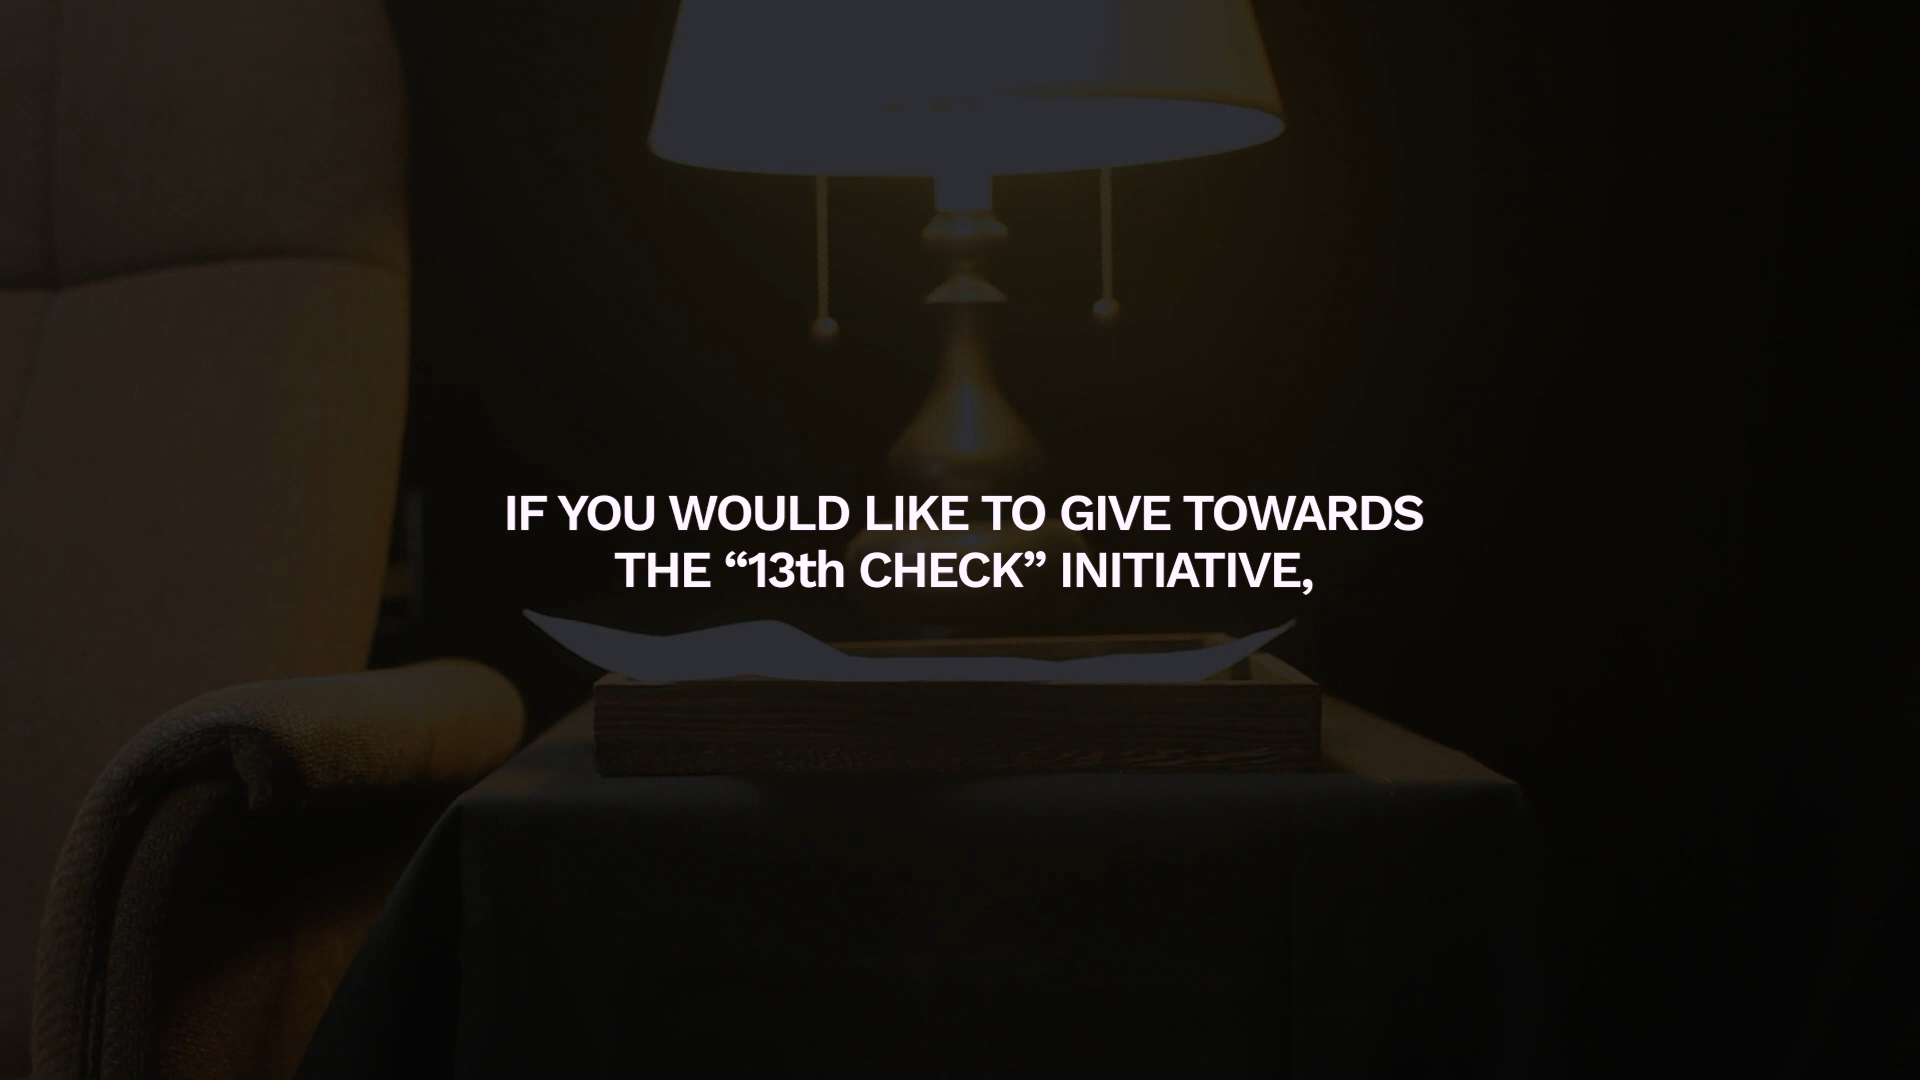 IF YOU WOULD LIKE TO GIVE TOWARDS
THE “13th CHECK” INITIATIVE,